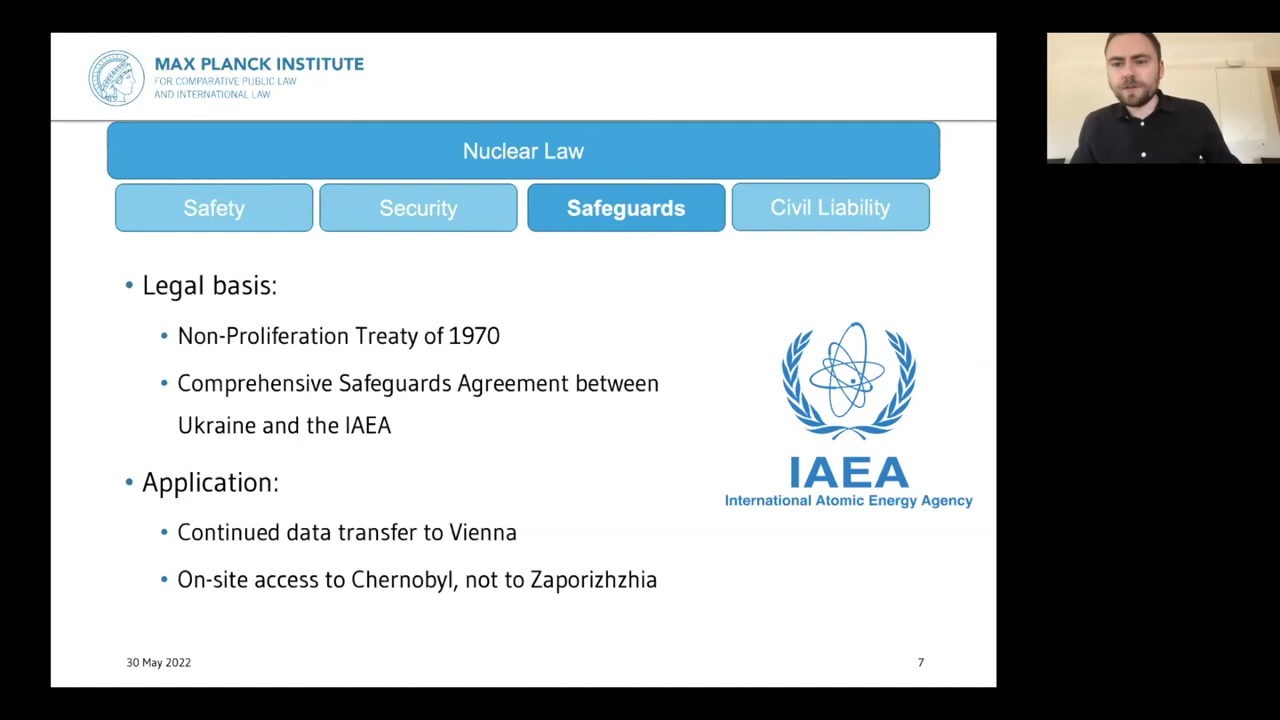 MAX PLANCK INSTITUTE
FOR COMPARATIVE PUBLIC LAW
AND INTERNATIONAL LAW
Nuclear Law
Safety
Security
Safeguards
Civil Liability
• Legal basis:
• Non-Proliferation Treaty of 1970
• Comprehensive Safeguards Agreement between
Ukraine and the IAEA
• Application:
• Continued data transfer to Vienna
• On-site access to Chernobyl, not to Zaporizhzhia
IAEA
International Atomic Energy Agency
30 May 2022
7